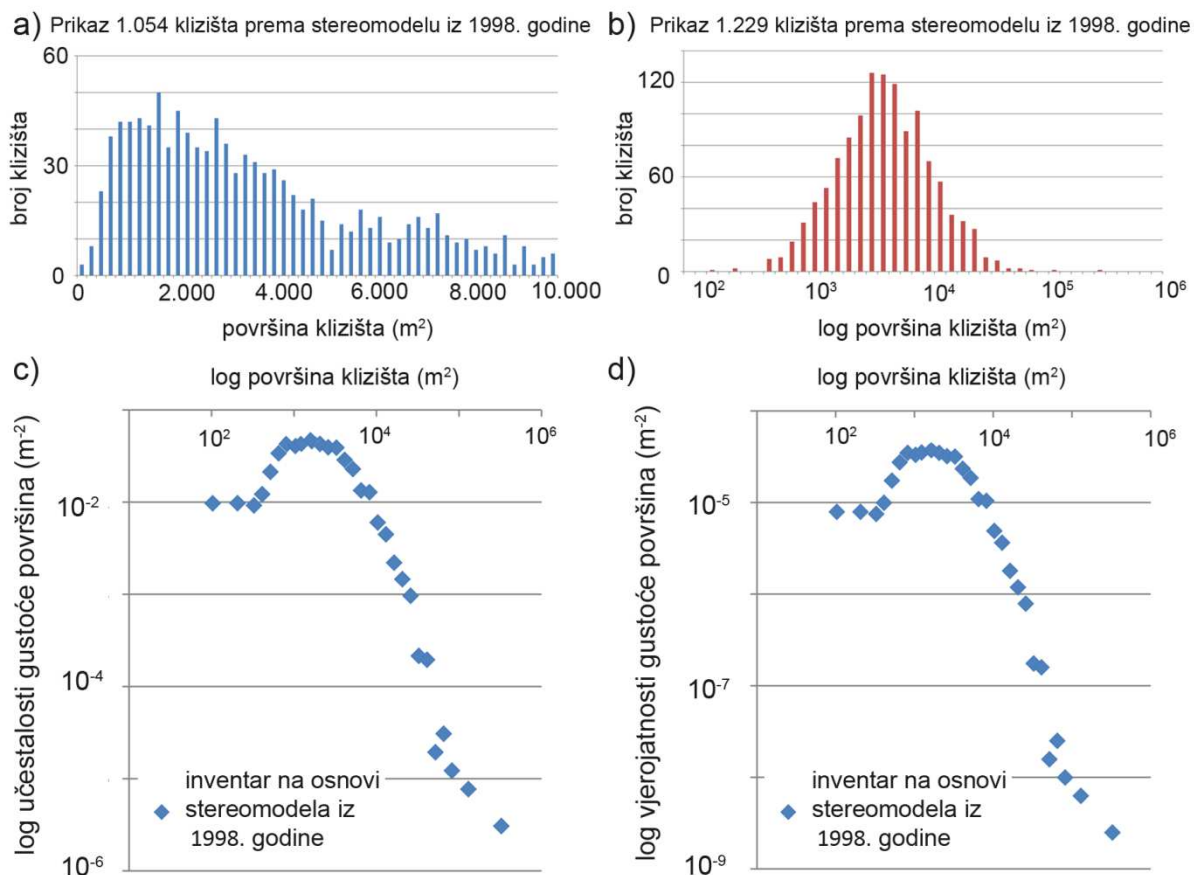 a) Prikaz 1.054 klizišta prema stereomodelu iz 1998. godine
60
30
0
broj klizišta
0 2.000 4.000 6.000 8.000 10.000
površina klizišta (m²)
b) Prikaz 1.229 klizišta prema stereomodelu iz 1998. godine
120
60
0
broj klizišta
10² 10³ 10⁴ 10⁵ 10⁶
log površina klizišta (m²)
c)
log površina klizišta (m²)
10² 10⁴ 10⁶
10⁻²
10⁻⁴
10⁻⁶
log učestalosti gustoće površina (m⁻²)
inventar na osnovi
stereomodela iz
1998. godine
d)
log površina klizišta (m²)
10² 10⁴ 10⁶
10⁻⁵
10⁻⁷
10⁻⁹
log vjerojatnosti gustoće površina (m⁻²)
inventar na osnovi
stereomodela iz
1998. godine